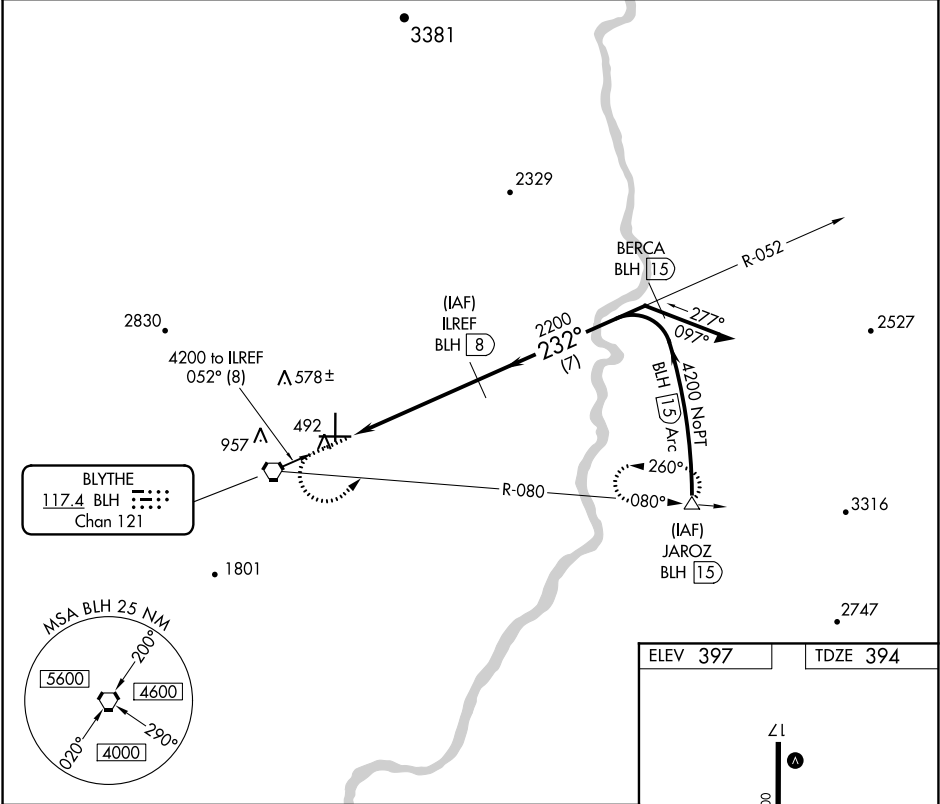 3381
2329
BERCA
BLH 15
R-052
(IAF)
ILREF
BLH 8
2200
232°
(7)
277°
097°
2830
2527
4200 to ILREF
052° (8)
578±
4200 NoPT
BLH 15 Arc
957
492
BLYTHE
117.4 BLH
Chan 121
R-080
260°
080°
3316
(IAF)
JAROZ
BLH 15
1801
2747
MSA BLH 25 NM
200°
5600
4600
020°
290°
4000
ELEV 397
TDZE 394
17
V